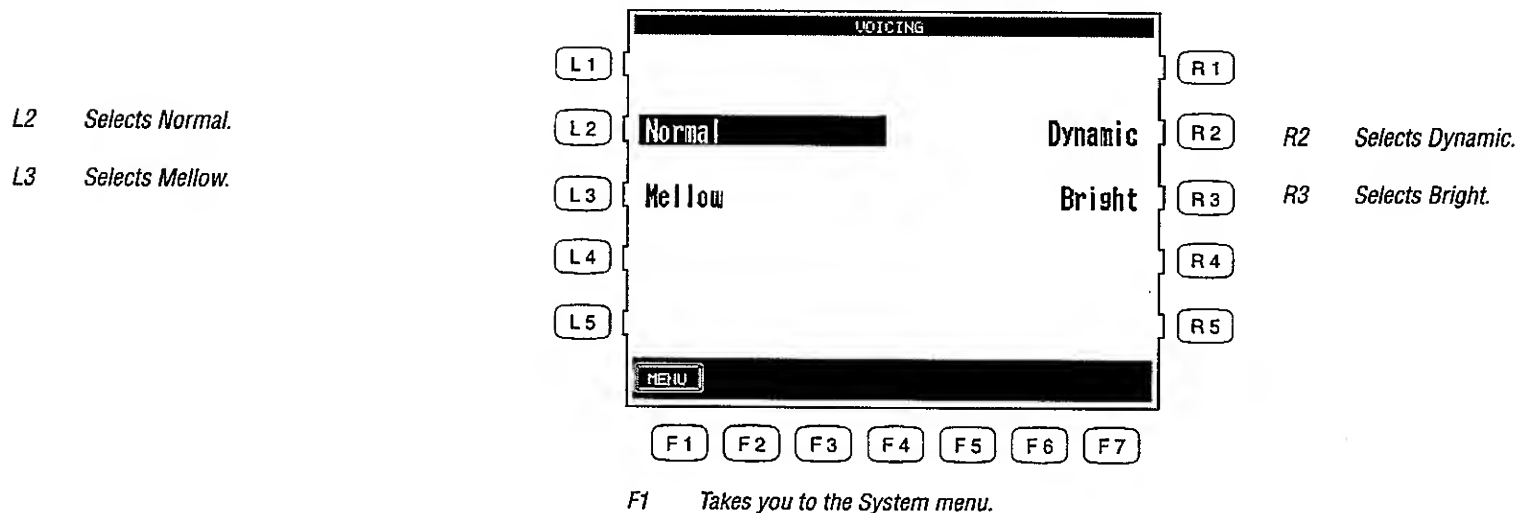 VOICING
L1 R1
L2 Selects Normal. L2 Normal Dynamic R2 R2 Selects Dynamic.
L3 Selects Mellow. L3 Mellow Bright R3 R3 Selects Bright.
L4 R4
L5 R5
MENU
F1 F2 F3 F4 F5 F6 F7
F1 Takes you to the System menu.